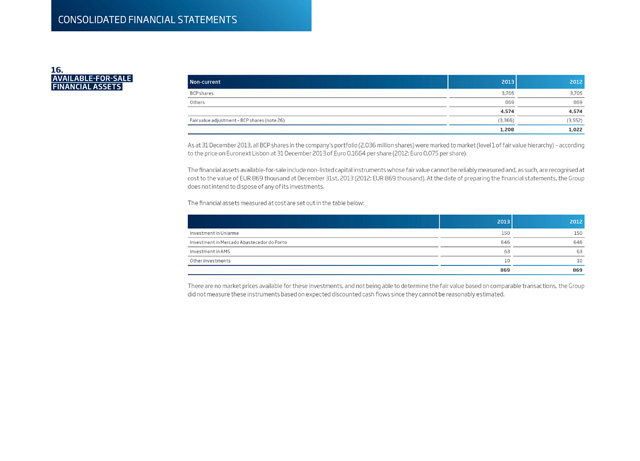 CONSOLIDATED FINANCIAL STATEMENTS
16.
AVAILABLE-FOR-SALE
FINANCIAL ASSETS
Non-current 2013 2012
BCP shares 3,705 3,705
Others 869 869
4,574 4,574
Fair value adjustment – BCP shares (note 26) (3,366) (3,552)
1,208 1,022
As at 31 December 2013, all BCP shares in the company's portfolio (2,036 million shares) were marked to market (level 1 of fair value hierarchy) – according
to the price on Euronext Lisbon at 31 December 2013 of Euro 0.1664 per share (2012: Euro 0.075 per share).
The financial assets available-for-sale include non-listed capital instruments whose fair value cannot be reliably measured and, as such, are recognised at
cost to the value of EUR 869 thousand at December 31st, 2013 (2012: EUR 869 thousand). At the date of preparing the financial statements, the Group
does not intend to dispose of any of its investments.
The financial assets measured at cost are set out in the table below:
2013 2012
Investment in Uniarme 150 150
Investment in Mercado Abastecedor do Porto 646 646
Investment in AMS 63 63
Other investments 10 10
869 869
There are no market prices available for these investments, and not being able to determine the fair value based on comparable transactions, the Group
did not measure these instruments based on expected discounted cash flows since they cannot be reasonably estimated.